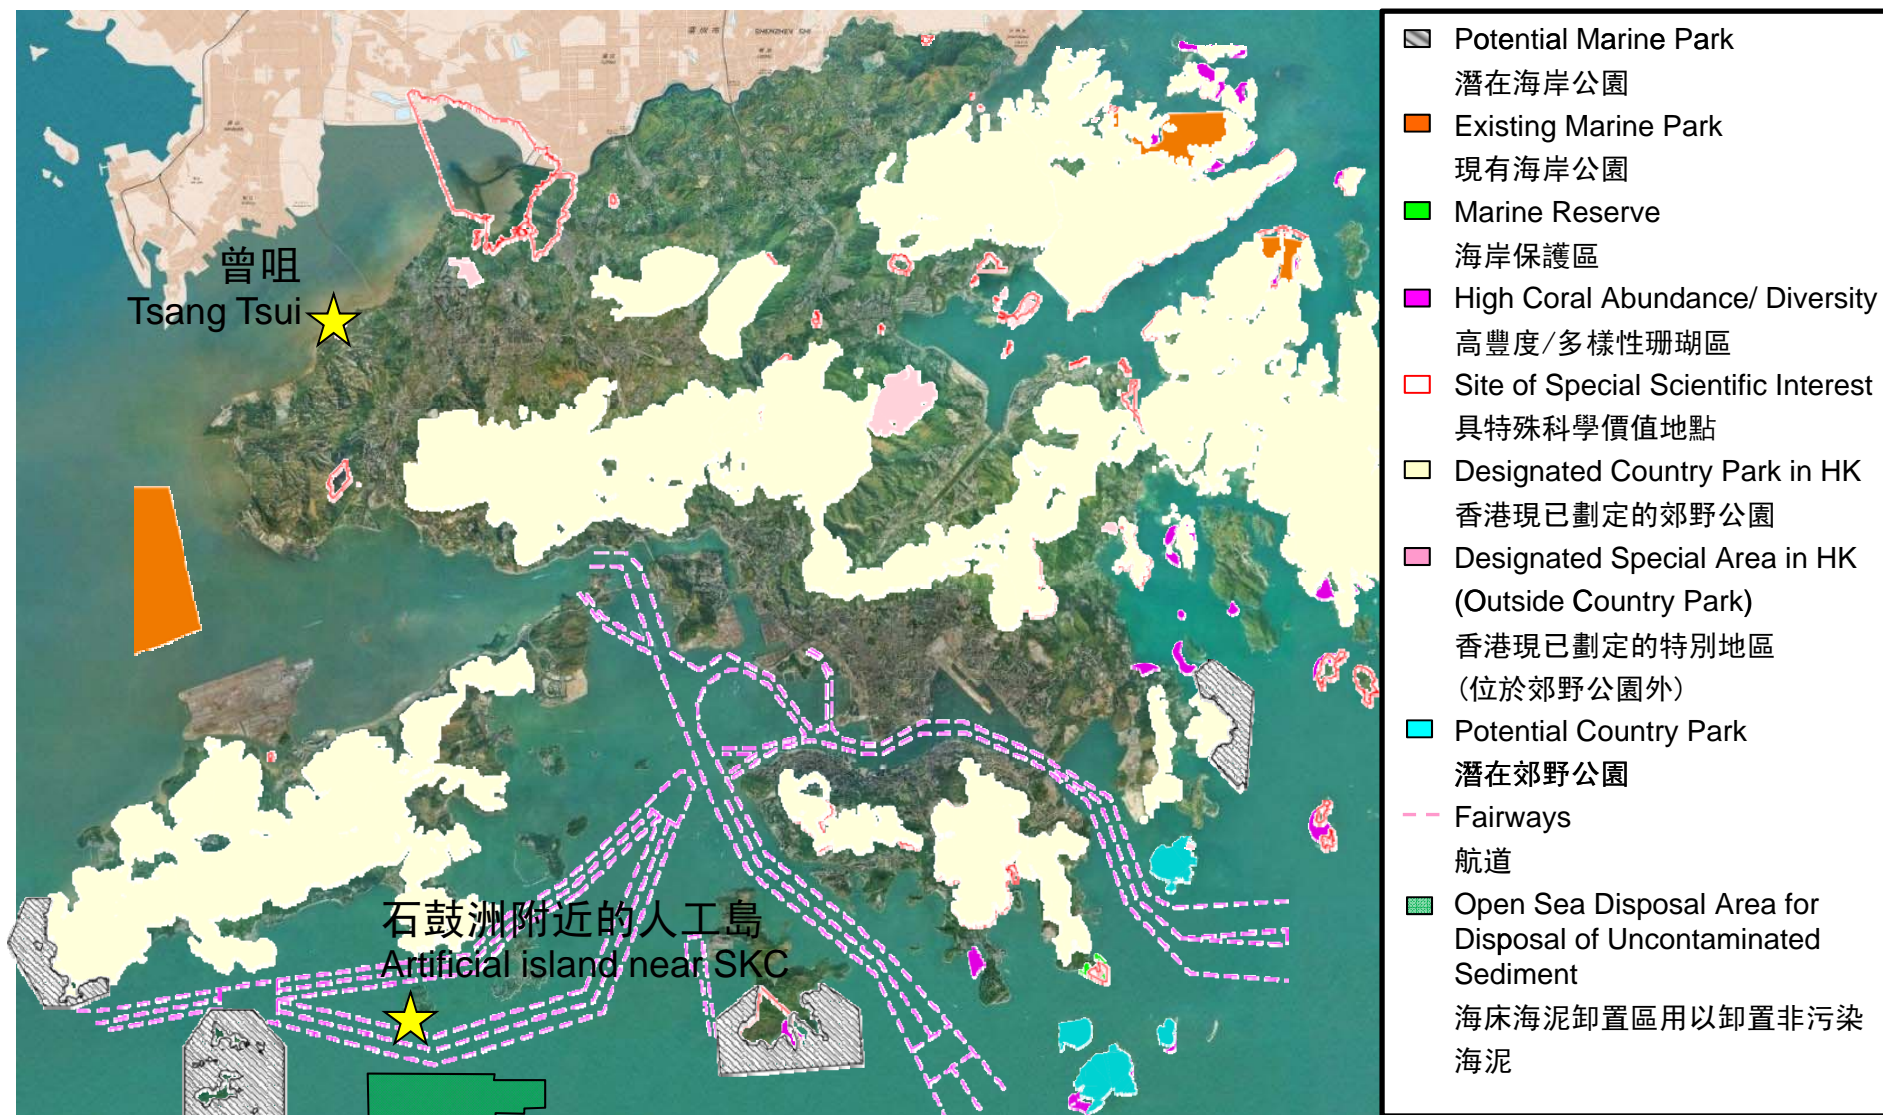 SHENZHEN SHI
曾咀
Tsang Tsui
石鼓洲附近的人工島
Artificial island near SKC
Potential Marine Park
潛在海岸公園
Existing Marine Park
現有海岸公園
Marine Reserve
海岸保護區
High Coral Abundance/ Diversity
高豐度/多樣性珊瑚區
Site of Special Scientific Interest
具特殊科學價值地點
Designated Country Park in HK
香港現已劃定的郊野公園
Designated Special Area in HK
(Outside Country Park)
香港現已劃定的特別地區
(位於郊野公園外)
Potential Country Park
潛在郊野公園
Fairways
航道
Open Sea Disposal Area for
Disposal of Uncontaminated
Sediment
海床海泥卸置區用以卸置非污染
海泥